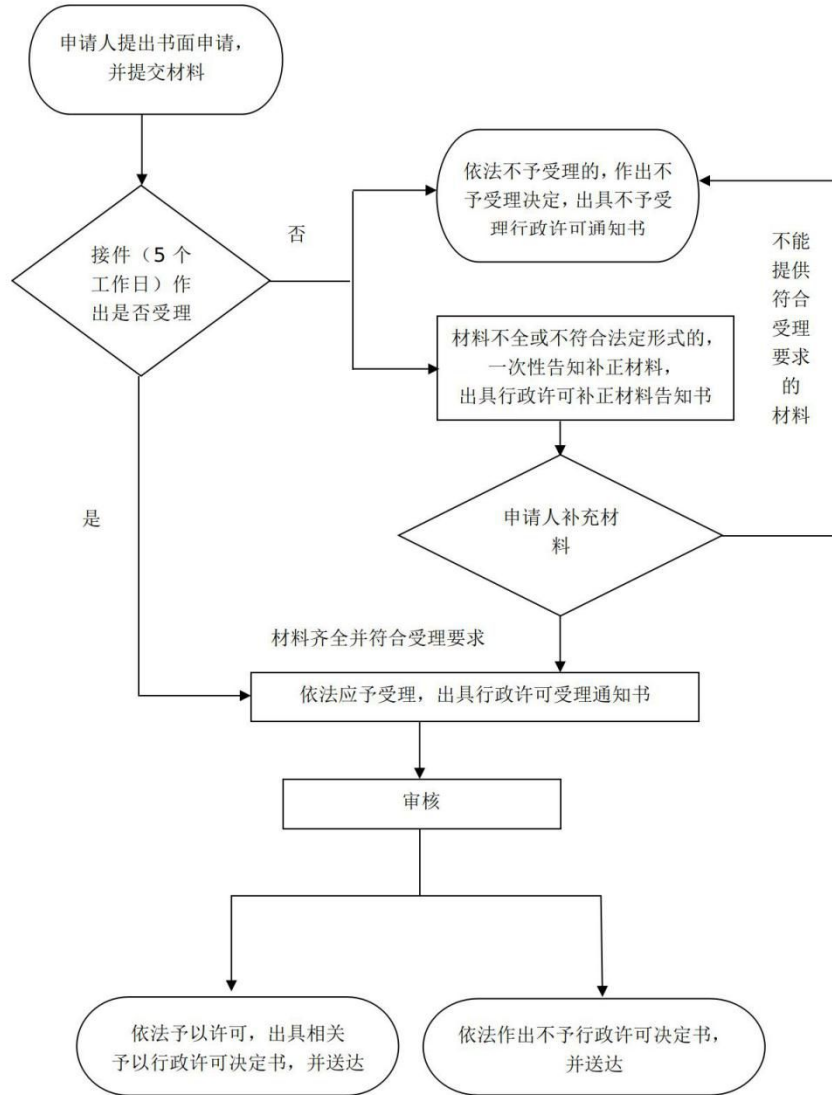 申请人提出书面申请，
并提交材料
依法不予受理的，作出不
予受理决定，出具不予受
理行政许可通知书
否
接件（5 个
工作日）作
出是否受理
不能
提供
符合
受理
要求
的
材料
材料不全或不符合法定形式的，
一次性告知补正材料，
出具行政许可补正材料告知书
是
申请人补充材
料
材料齐全并符合受理要求
依法应予受理，出具行政许可受理通知书
审核
依法予以许可，出具相关
予以行政许可决定书，并送达
依法作出不予行政许可决定书，
并送达